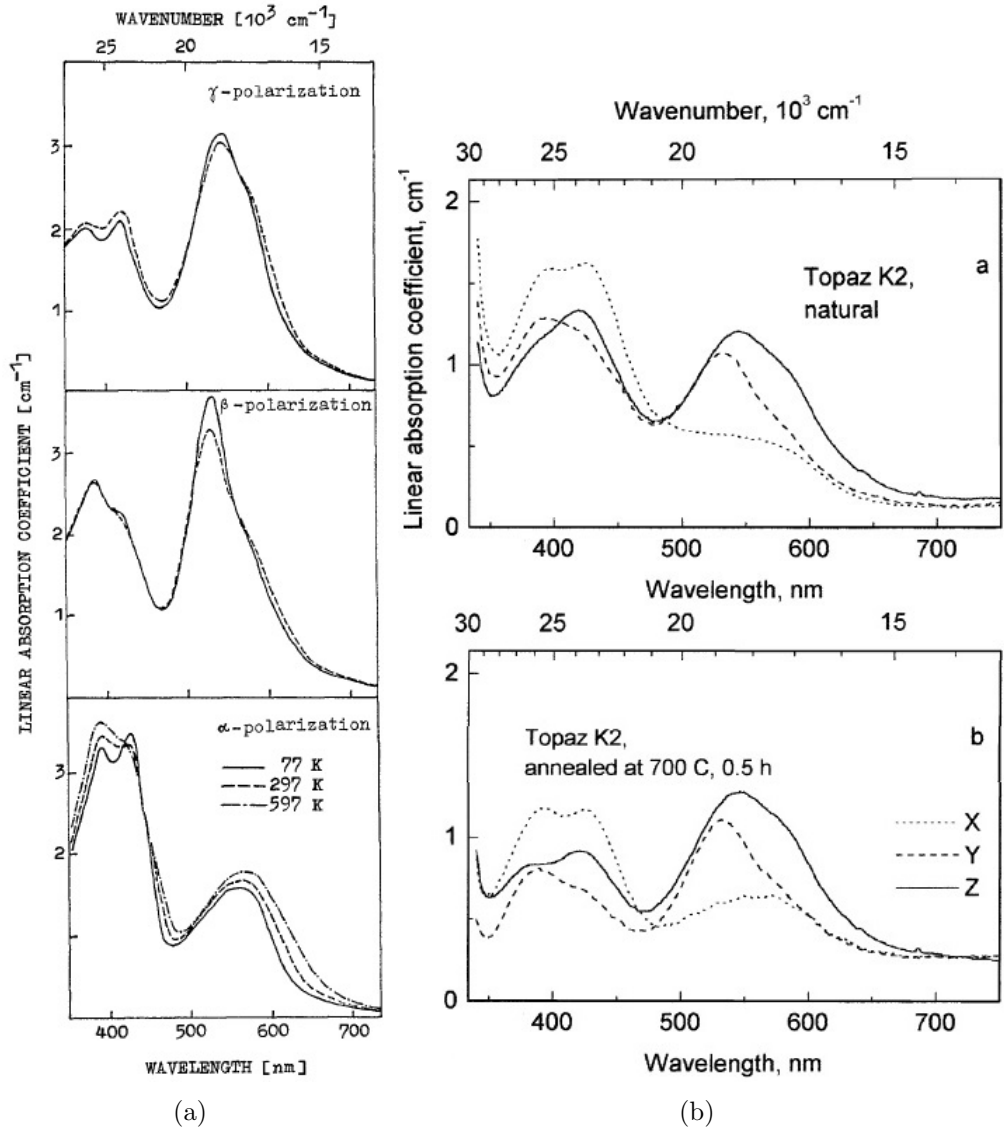 WAVENUMBER [10³ cm⁻¹]
25 20 15
γ-polarization
3
2
1
β-polarization
3
2
1
α-polarization
77 K
297 K
597 K
3
2
1
LINEAR ABSORPTION COEFFICIENT [cm⁻¹]
400 500 600 700
WAVELENGTH [nm]
(a)
Wavenumber, 10³ cm⁻¹
30 25 20 15
Linear absorption coefficient, cm⁻¹
2
1
0
a
Topaz K2,
natural
400 500 600 700
Wavelength, nm
30 25 20 15
2
1
0
b
Topaz K2,
annealed at 700 C, 0.5 h
X
Y
Z
400 500 600 700
Wavelength, nm
(b)